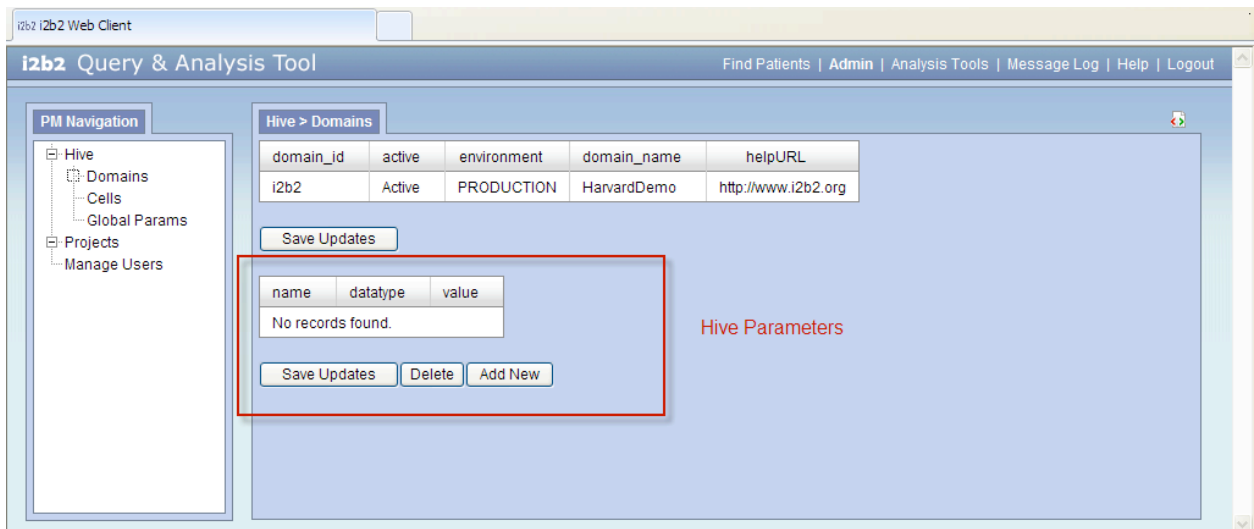 i2b2 i2b2 Web Client
i2b2 Query & Analysis Tool
Find Patients | Admin | Analysis Tools | Message Log | Help | Logout
PM Navigation
Hive
Domains
Cells
Global Params
Projects
Manage Users
Hive > Domains
domain_id active environment domain_name helpURL
i2b2 Active PRODUCTION HarvardDemo http://www.i2b2.org
Save Updates
name datatype value
No records found.
Hive Parameters
Save Updates Delete Add New